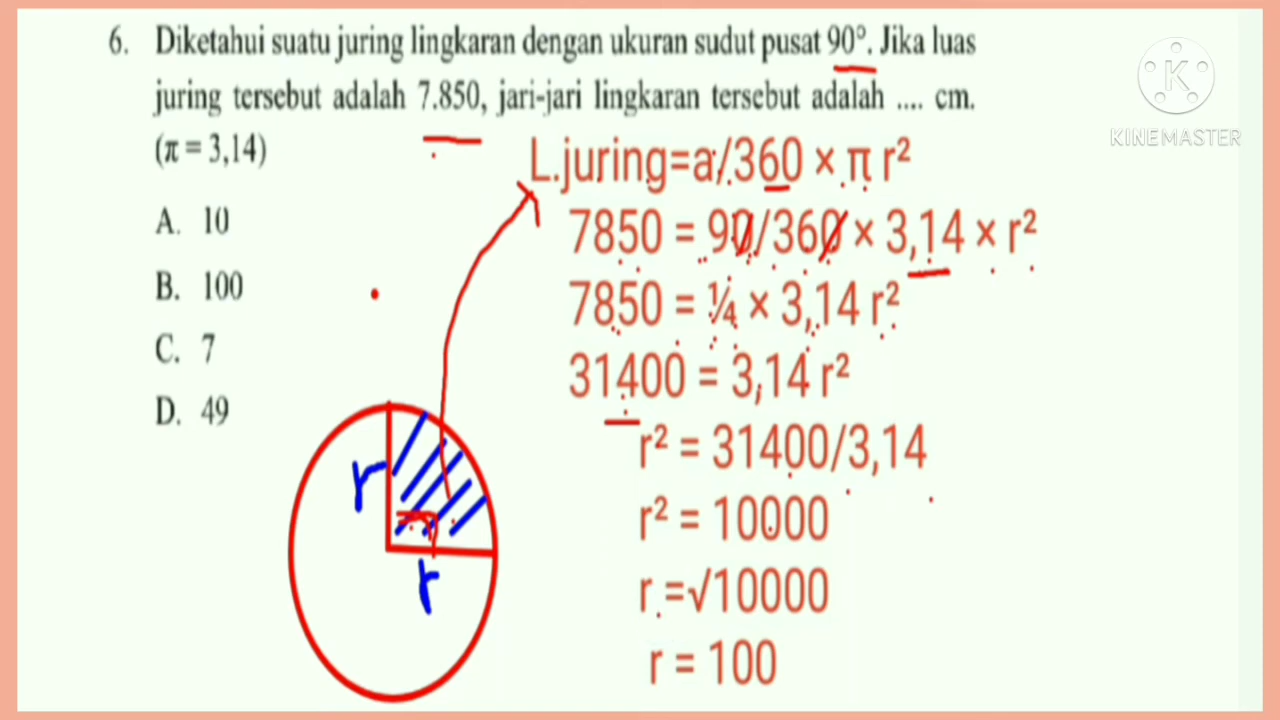 6. Diketahui suatu juring lingkaran dengan ukuran sudut pusat 90°. Jika luas
juring tersebut adalah 7.850, jari-jari lingkaran tersebut adalah .... cm.
(π = 3,14)
A. 10
B. 100
C. 7
D. 49
K
KINEMASTER
L.juring=a/360 × π r²
7850 = 90/360 × 3,14 × r²
7850 = ¼ × 3,14 r²
31400 = 3,14 r²
r² = 31400/3,14
r² = 10000
r =√10000
r = 100
r
r